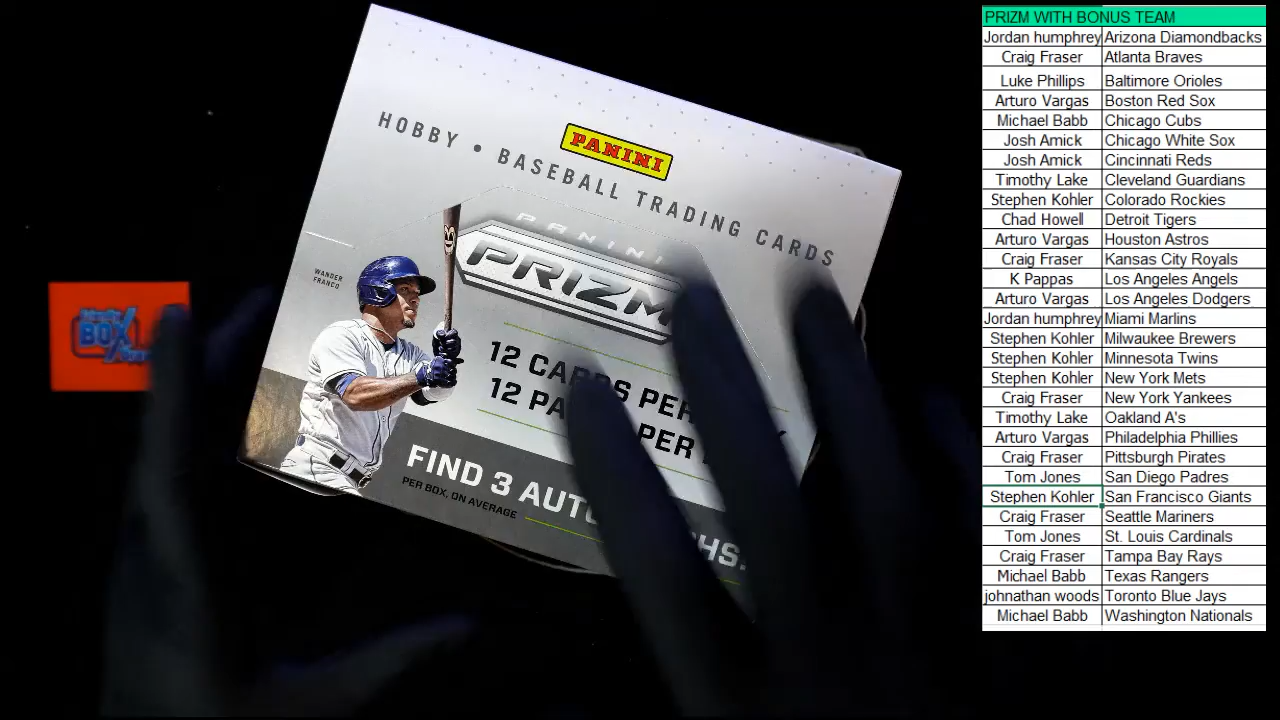 HOBBY • BASEBALL TRADING CARDS
PANINI
PANINI
PRIZM
WANDER
FRANCO
12 CARDS PER
12 PER
FIND 3
PER BOX, ON AVERAGE
BOX
PRIZM WITH BONUS TEAM
Jordan humphrey Arizona Diamondbacks
Craig Fraser Atlanta Braves
Luke Phillips Baltimore Orioles
Arturo Vargas Boston Red Sox
Michael Babb Chicago Cubs
Josh Amick Chicago White Sox
Josh Amick Cincinnati Reds
Timothy Lake Cleveland Guardians
Stephen Kohler Colorado Rockies
Chad Howell Detroit Tigers
Arturo Vargas Houston Astros
Craig Fraser Kansas City Royals
K Pappas Los Angeles Angels
Arturo Vargas Los Angeles Dodgers
Jordan humphrey Miami Marlins
Stephen Kohler Milwaukee Brewers
Stephen Kohler Minnesota Twins
Stephen Kohler New York Mets
Craig Fraser New York Yankees
Timothy Lake Oakland A's
Arturo Vargas Philadelphia Phillies
Craig Fraser Pittsburgh Pirates
Tom Jones San Diego Padres
Stephen Kohler San Francisco Giants
Craig Fraser Seattle Mariners
Tom Jones St. Louis Cardinals
Craig Fraser Tampa Bay Rays
Michael Babb Texas Rangers
johnathan woods Toronto Blue Jays
Michael Babb Washington Nationals